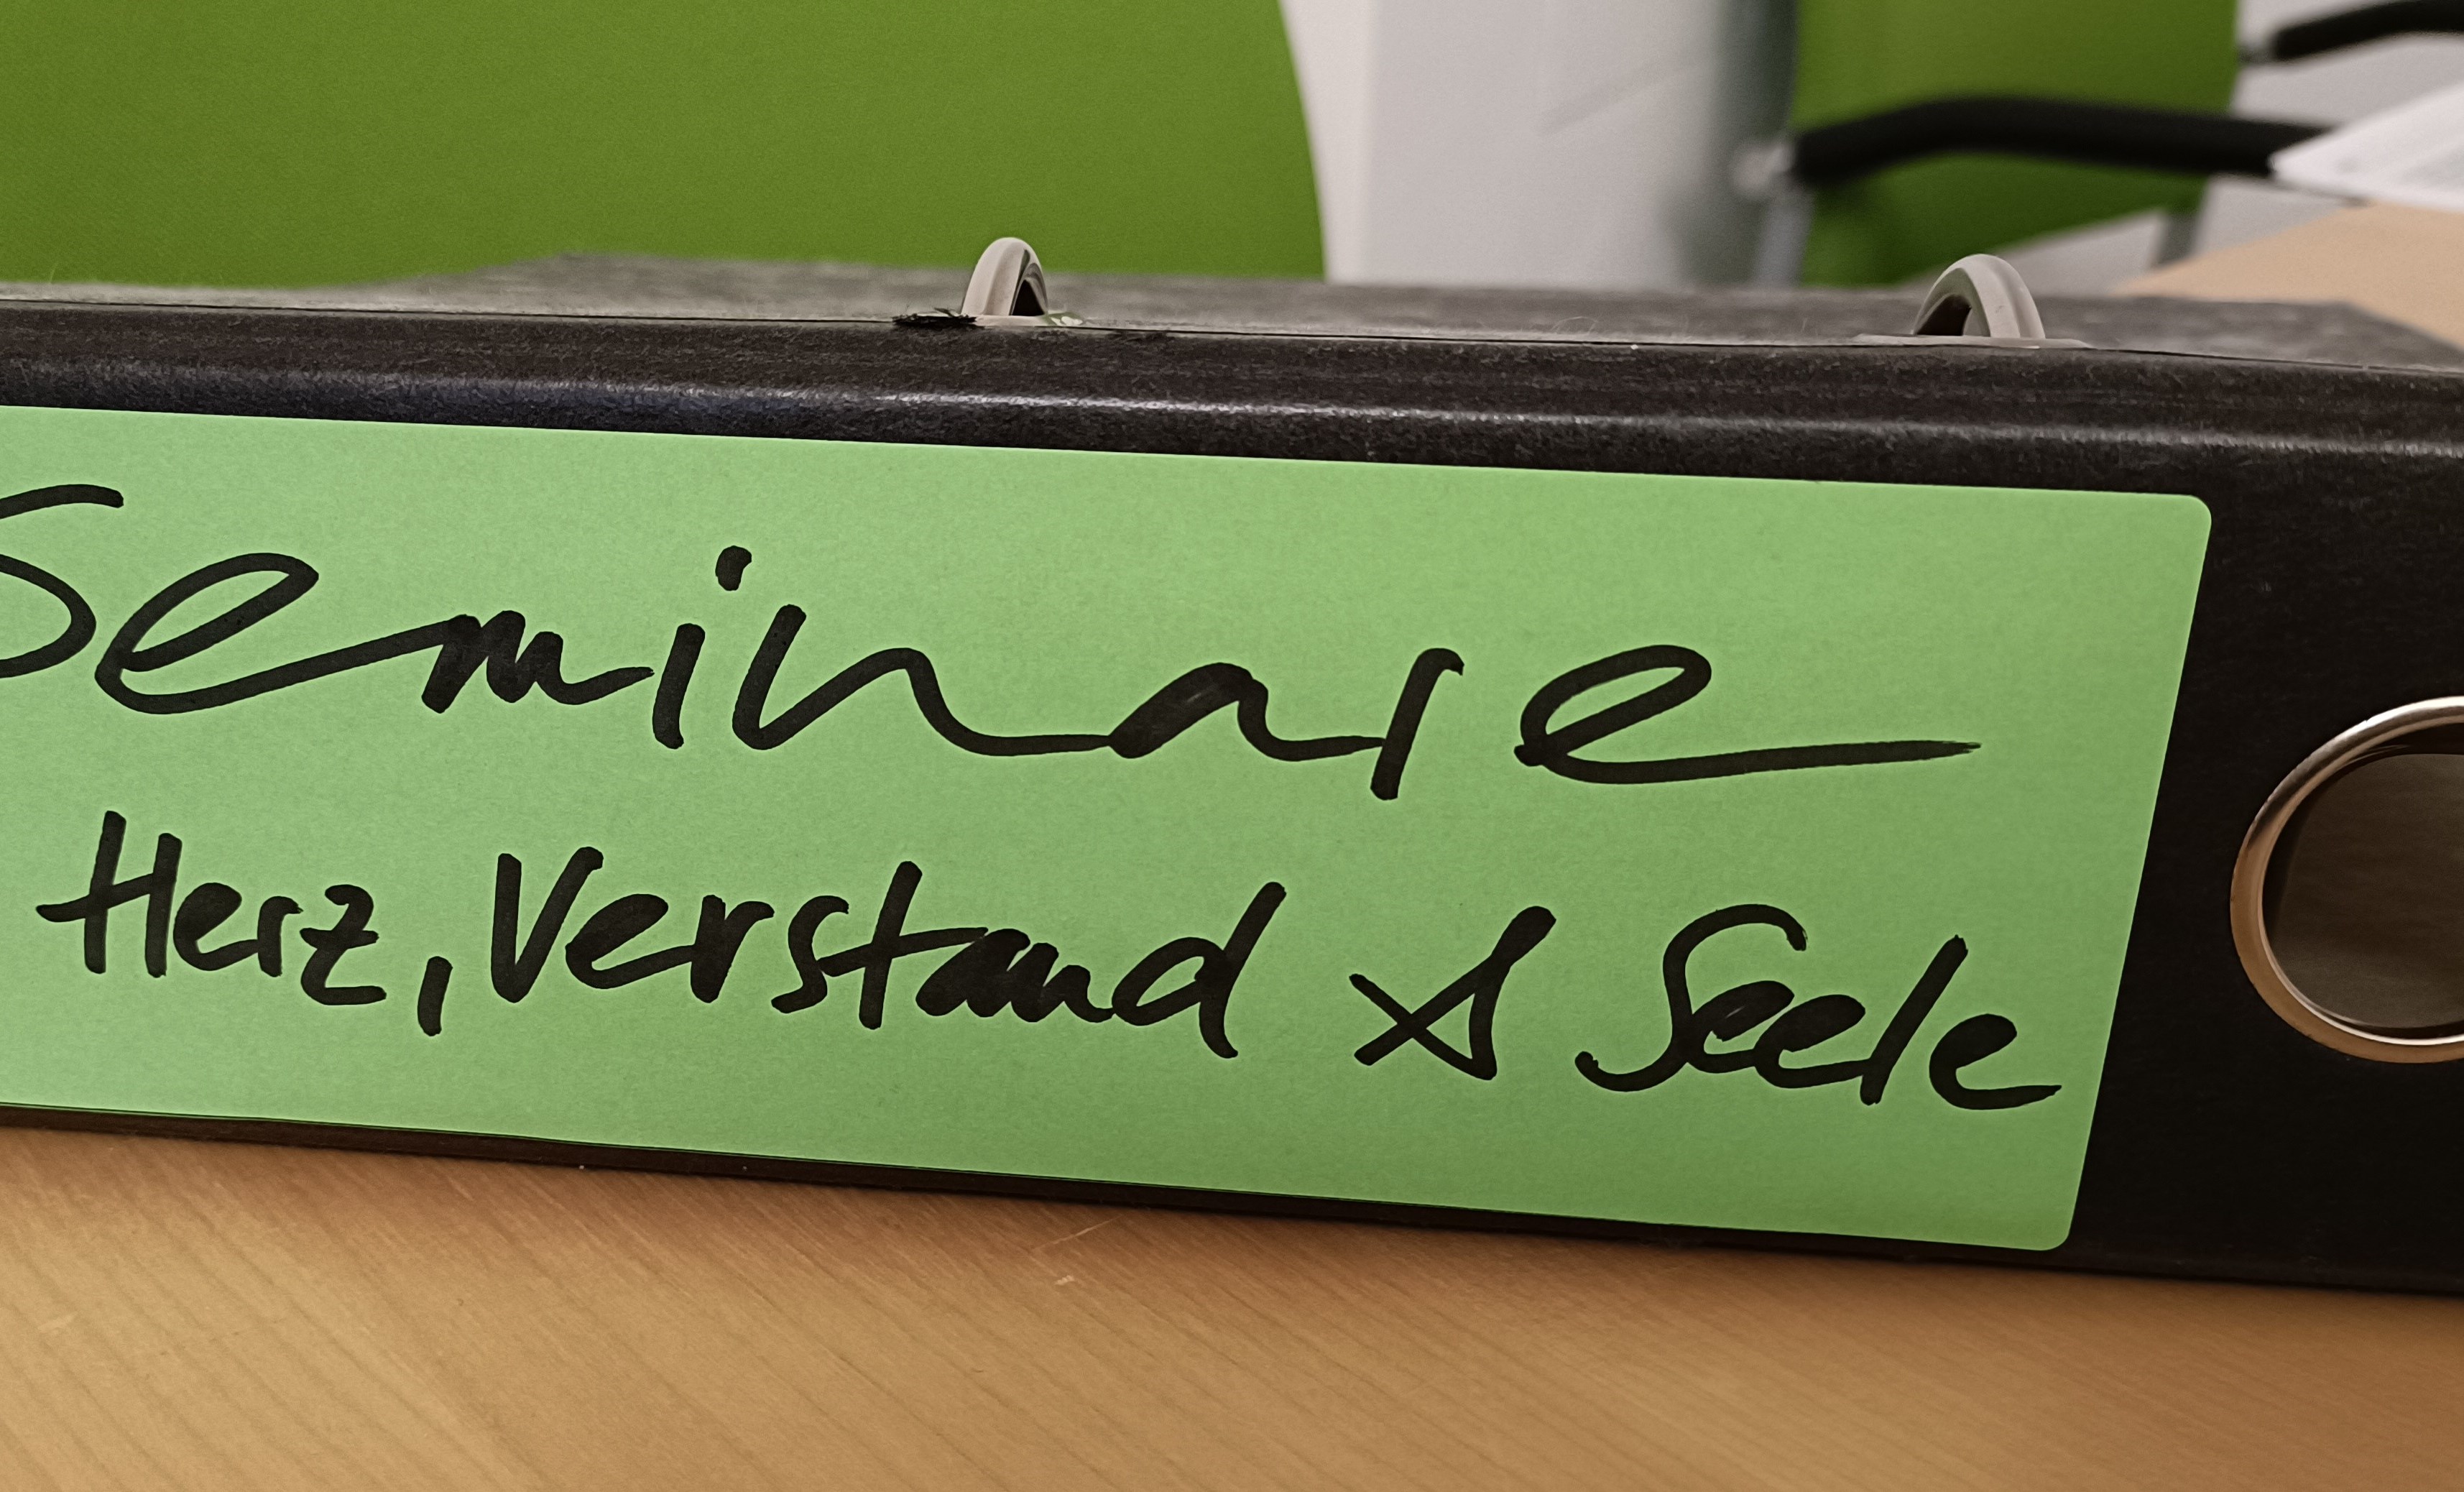 Seminare
Herz, Verstand & Seele